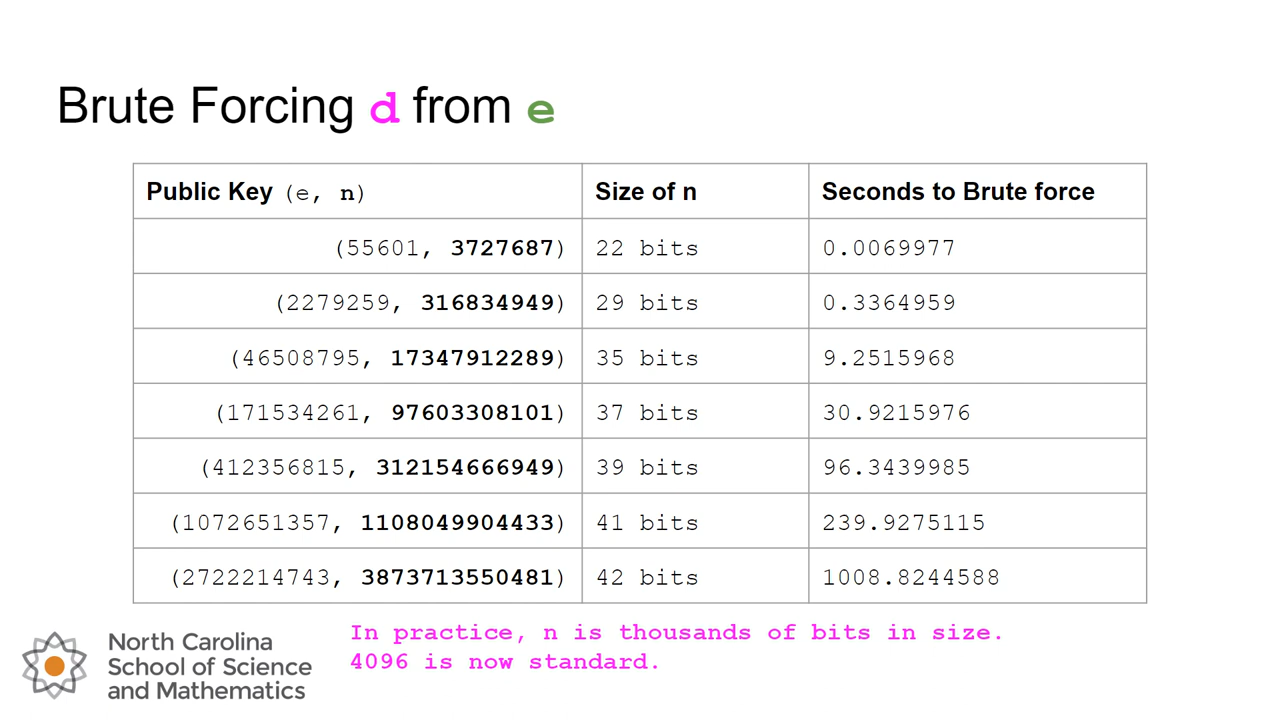 Brute Forcing d from e
Public Key (e, n) Size of n Seconds to Brute force
(55601, 3727687) 22 bits 0.0069977
(2279259, 316834949) 29 bits 0.3364959
(46508795, 17347912289) 35 bits 9.2515968
(171534261, 97603308101) 37 bits 30.9215976
(412356815, 312154666949) 39 bits 96.3439985
(1072651357, 1108049904433) 41 bits 239.9275115
(2722214743, 3873713550481) 42 bits 1008.8244588
In practice, n is thousands of bits in size.
4096 is now standard.
North Carolina
School of Science
and Mathematics